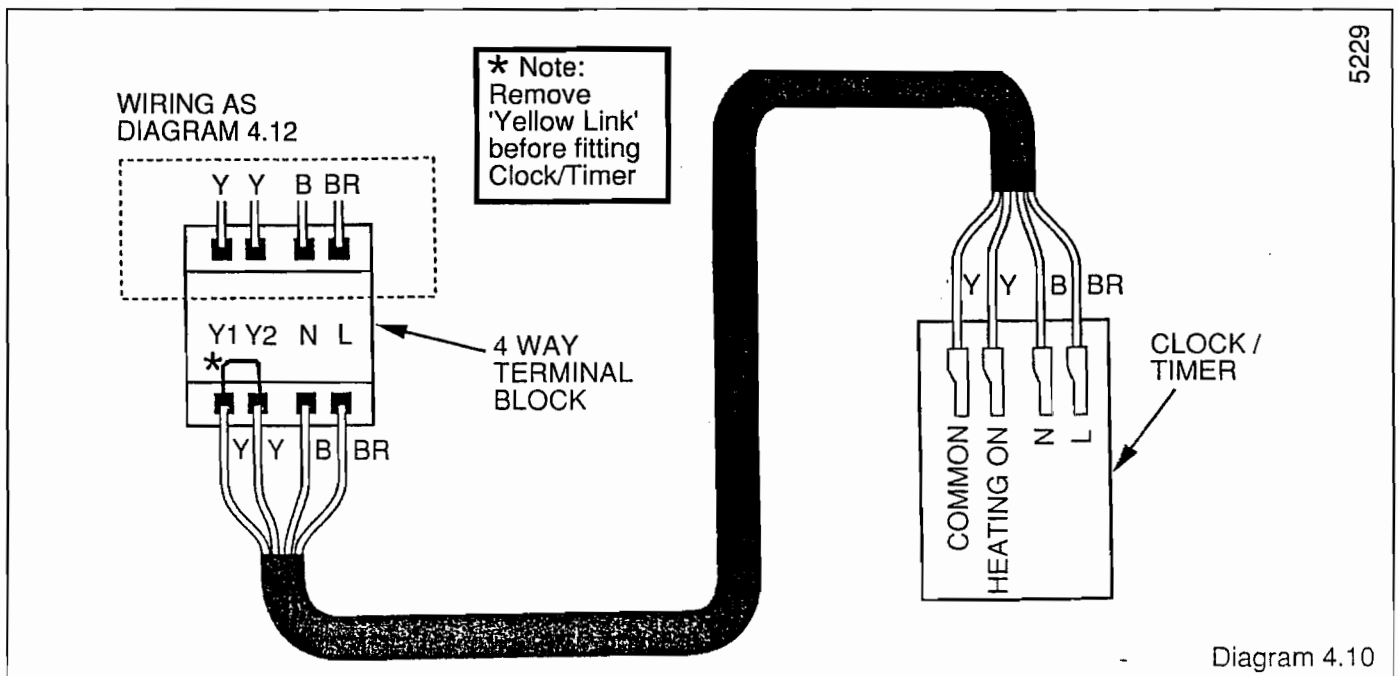 5229
WIRING AS
DIAGRAM 4.12
* Note:
Remove
'Yellow Link'
before fitting
Clock/Timer
Y Y B BR
Y1 Y2 N L
*
4 WAY
TERMINAL
BLOCK
Y Y B BR
Y Y B BR
COMMON
HEATING ON
N
L
CLOCK /
TIMER
Diagram 4.10